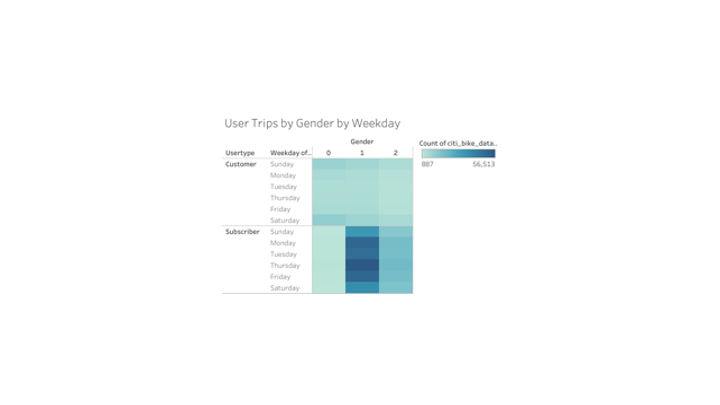 User Trips by Gender by Weekday
Gender
Usertype Weekday of.. 0 1 2
Customer Sunday
Monday
Tuesday
Thursday
Friday
Saturday
Subscriber Sunday
Monday
Tuesday
Thursday
Friday
Saturday
Count of citi_bike_data..
887 56,513